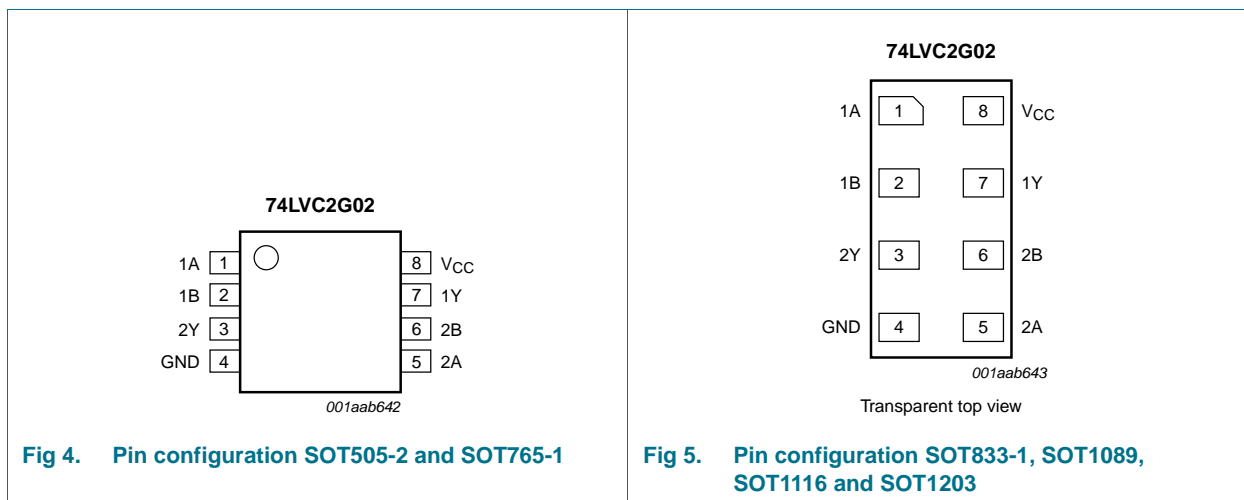 74LVC2G02
1A 1 8 VCC
1B 2 7 1Y
2Y 3 6 2B
GND 4 5 2A
001aab642
Fig 4. Pin configuration SOT505-2 and SOT765-1
74LVC2G02
1A 1 8 VCC
1B 2 7 1Y
2Y 3 6 2B
GND 4 5 2A
001aab643
Transparent top view
Fig 5. Pin configuration SOT833-1, SOT1089,
SOT1116 and SOT1203